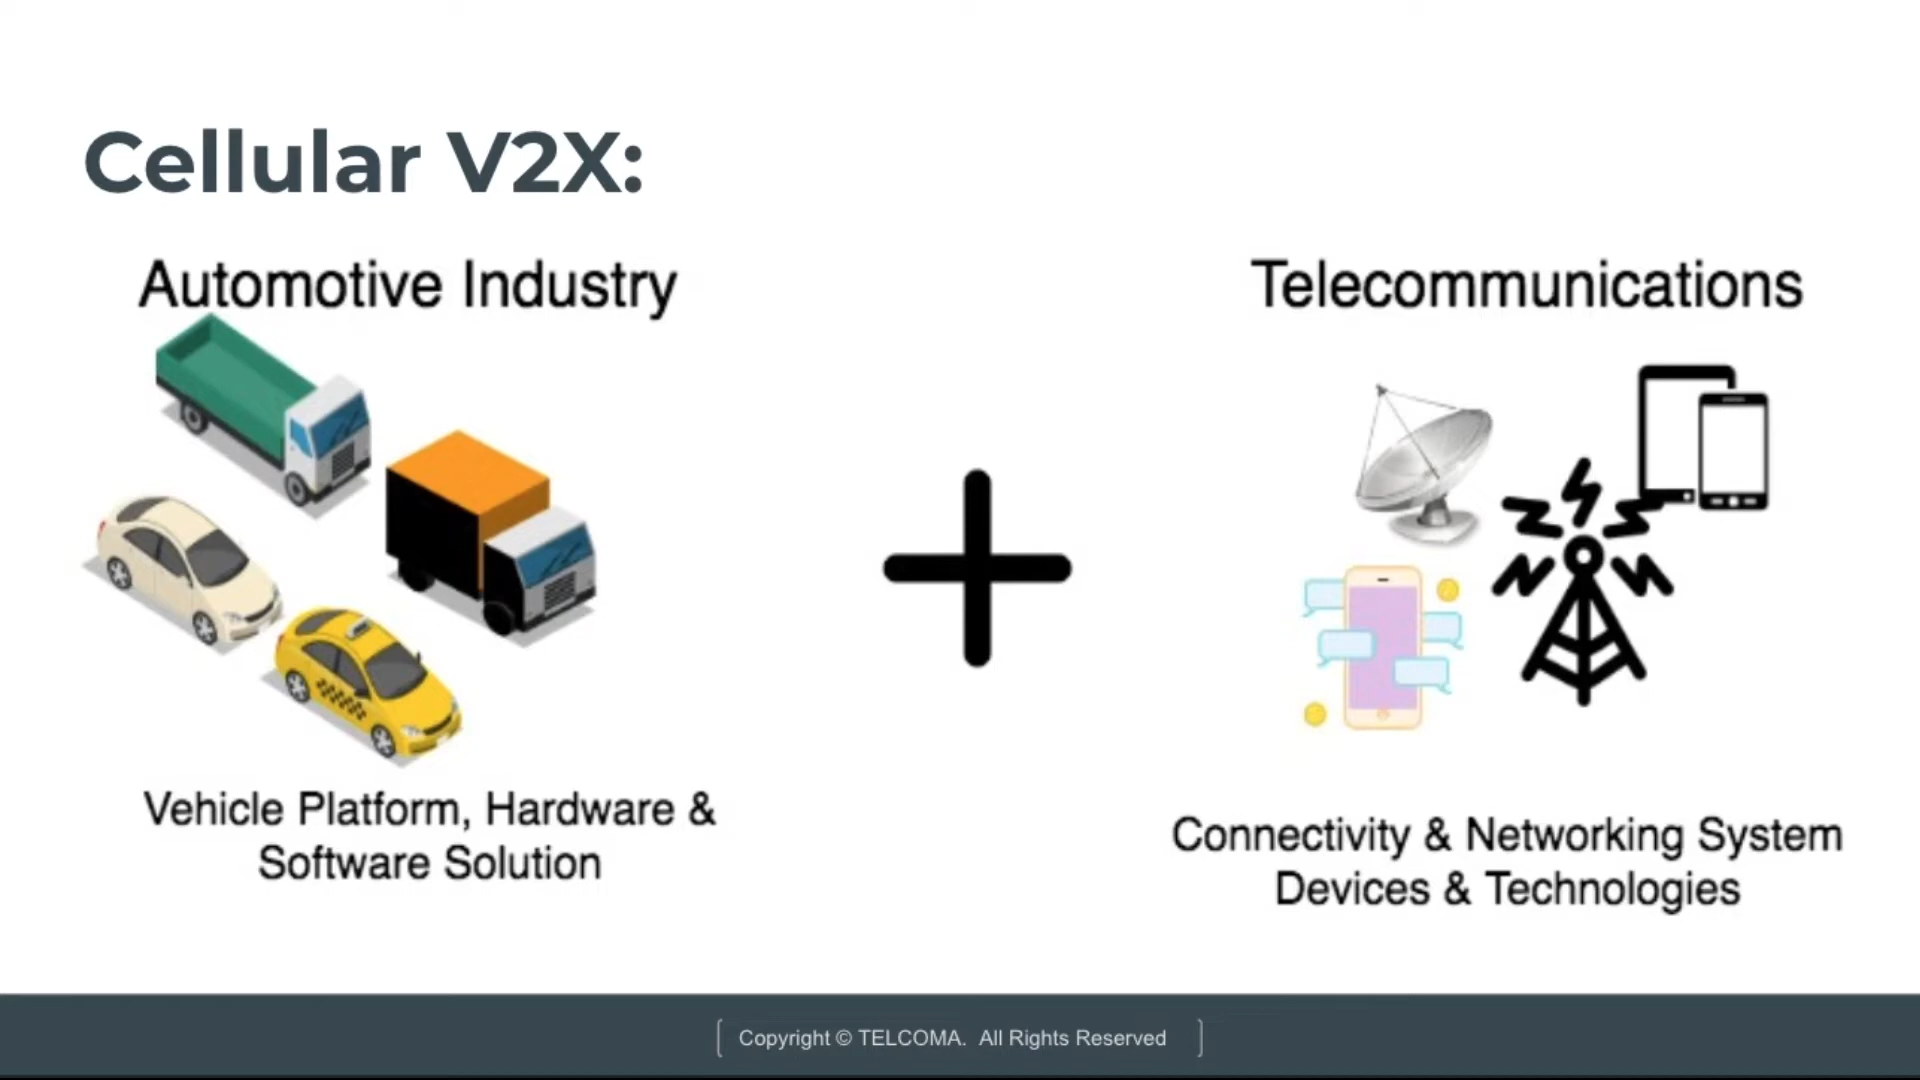 Cellular V2X:
Automotive Industry
Telecommunications
Vehicle Platform, Hardware &
Software Solution
Connectivity & Networking System
Devices & Technologies
Copyright © TELCOMA. All Rights Reserved